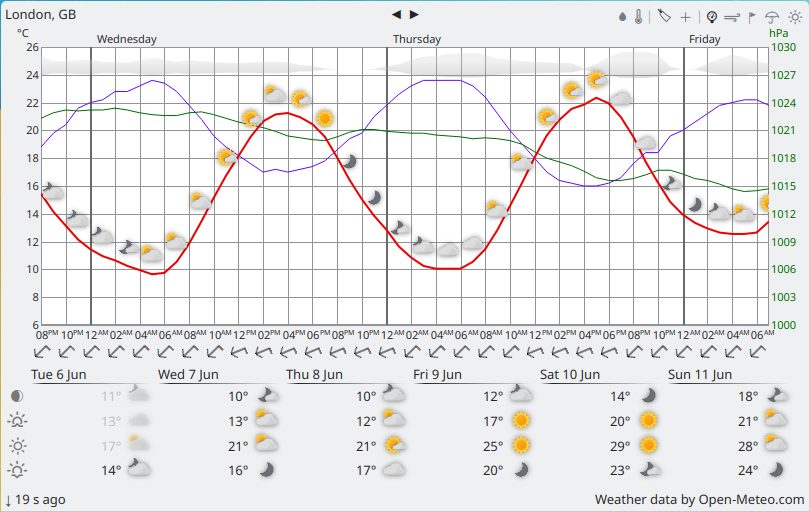 London, GB
◀ ▶
°C
Wednesday
Thursday
Friday
hPa
26
24
22
20
18
16
14
12
10
8
6
1030
1027
1024
1021
1018
1015
1012
1009
1006
1003
1000
08PM 10PM 12AM 02AM 04AM 06AM 08AM 10AM 12PM 02PM 04PM 06PM 08PM 10PM 12AM 02AM 04AM 06AM 08AM 10AM 12PM 02PM 04PM 06PM 08PM 10PM 12AM 02AM 04AM 06AM
Tue 6 Jun Wed 7 Jun Thu 8 Jun Fri 9 Jun Sat 10 Jun Sun 11 Jun
11° 10° 10° 12° 14° 18°
13° 13° 12° 17° 20° 21°
17° 21° 21° 25° 29° 28°
14° 16° 17° 20° 23° 24°
↓ 19 s ago
Weather data by Open-Meteo.com